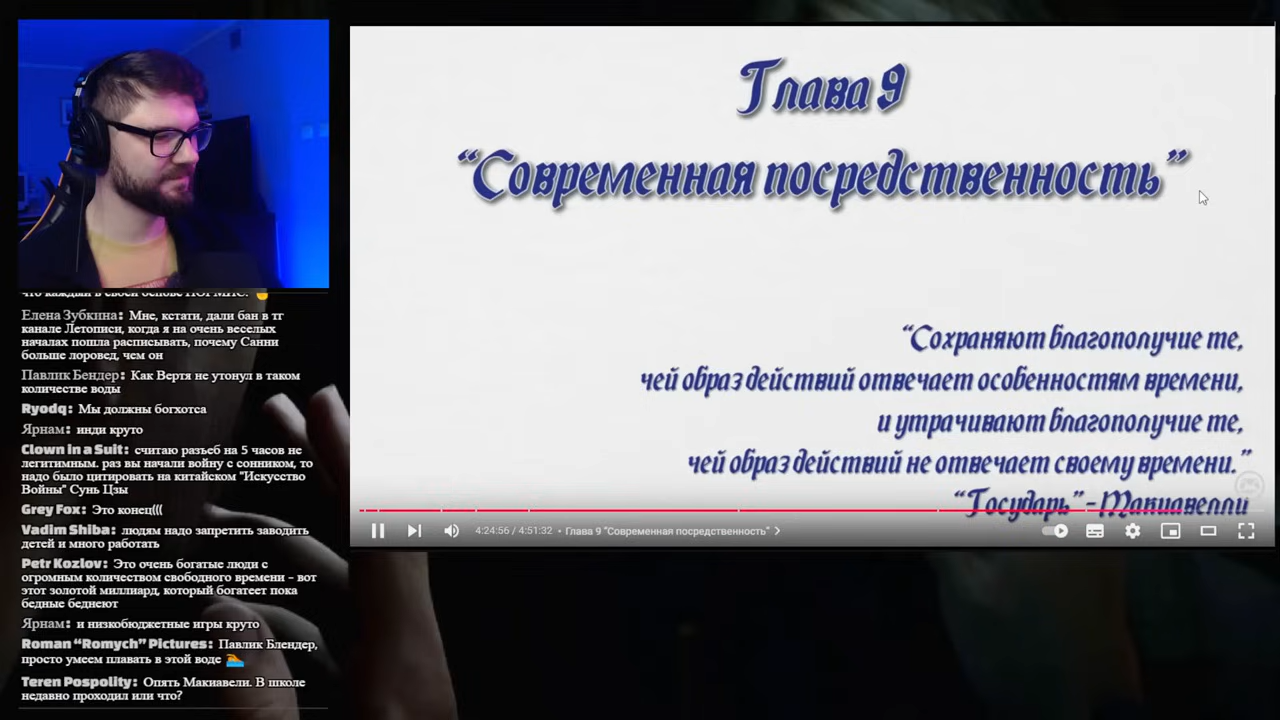 Глава 9
“Современная посредственность”
“Сохраняют благополучие те,
чей образ действий отвечает особенностям времени,
и утрачивают благополучие те,
чей образ действий не отвечает своему времени.”
“Государь” - Макиавелли
4:24:56 / 4:51:32 • Глава 9 "Современная посредственность"
что каждый в своей основе НОРМИС.
Елена Зубкина: Мне, кстати, дали бан в тг
канале Летописи, когда я на очень веселых
началах пошла расписывать, почему Санни
больше лоровед, чем он
Павлик Бендер: Как Вертя не утонул в таком
количестве воды
Ryodq: Мы должны богхотса
Ярнам: инди круто
Clown in a Suit: считаю разъеб на 5 часов не
легитимным. раз вы начали войну с сонником, то
надо было цитировать на китайском "Искусство
Войны" Сунь Цзы
Grey Fox: Это конец(((
Vadim Shiba: людям надо запретить заводить
детей и много работать
Petr Kozlov: Это очень богатые люди с
огромным количеством свободного времени - вот
этот золотой миллиард, который богатеет пока
бедные беднеют
Ярнам: и низкобюджетные игры круто
Roman “Romych” Pictures: Павлик Блендер,
просто умеем плавать в этой воде 🏊
Teren Pospolity: Опять Макиавели. В школе
недавно проходил или что?